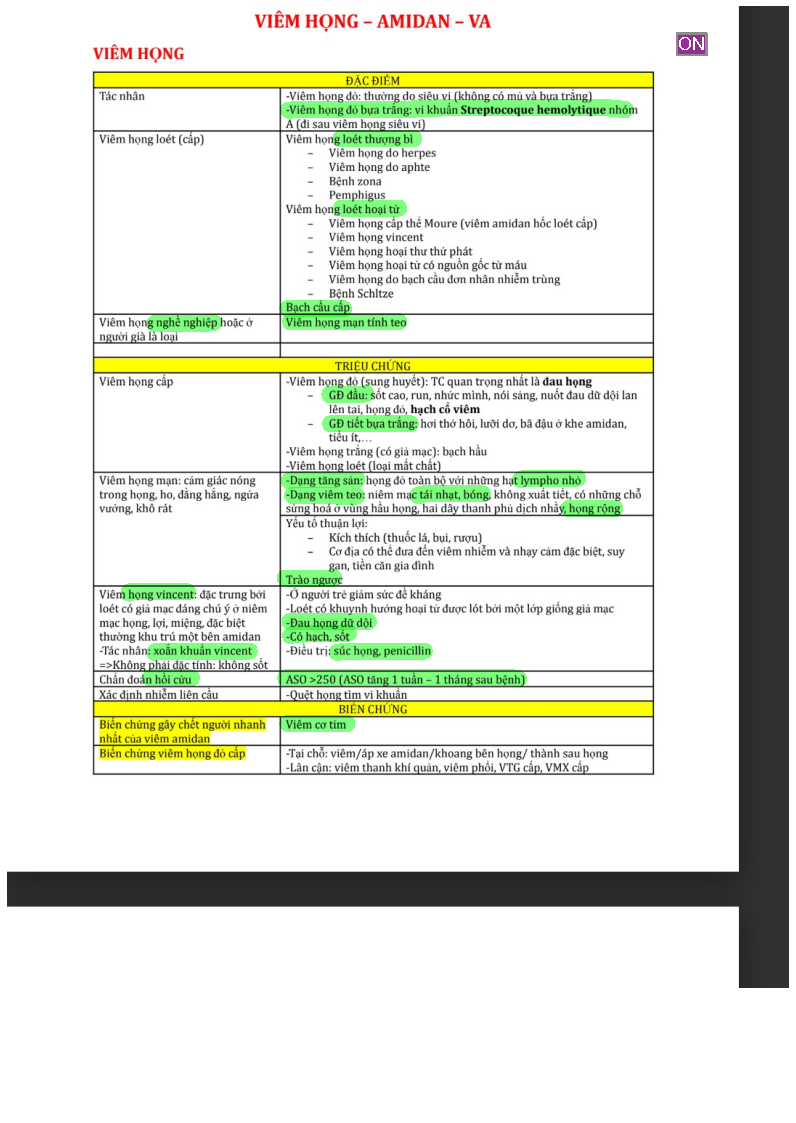 VIÊM HỌNG – AMIDAN – VA
ON
VIÊM HỌNG
ĐẶC ĐIỂM
Tác nhân
-Viêm họng đỏ: thường do siêu vi (không có mủ và bựa trắng)
-Viêm họng đỏ bựa trắng: vi khuẩn Streptocoque hemolytique nhóm
A (đi sau viêm họng siêu vi)
Viêm họng loét (cấp)
Viêm họng loét thượng bì
– Viêm họng do herpes
– Viêm họng do aphte
– Bệnh zona
– Pemphigus
Viêm họng loét hoại tử
– Viêm họng cấp thể Moure (viêm amidan hốc loét cấp)
– Viêm họng vincent
– Viêm họng hoại thư thứ phát
– Viêm họng hoại tử có nguồn gốc từ máu
– Viêm họng do bạch cầu đơn nhân nhiễm trùng
– Bệnh Schltze
Bạch cầu cấp
Viêm họng nghề nghiệp hoặc ở
người già là loại
Viêm họng mạn tính teo
TRIỆU CHỨNG
Viêm họng cấp
-Viêm họng đỏ (sung huyết): TC quan trọng nhất là đau họng
– GĐ đầu: sốt cao, run, nhức mình, nói sảng, nuốt đau dữ dội lan
lên tai, họng đỏ, hạch cổ viêm
– GĐ tiết bựa trắng: hơi thở hôi, lưỡi dơ, bã đậu ở khe amidan,
tiểu ít,…
-Viêm họng trắng (có giả mạc): bạch hầu
-Viêm họng loét (loại mất chất)
Viêm họng mạn: cảm giác nóng
trong họng, ho, đằng hắng, ngứa
vướng, khô rát
-Dạng tăng sản: họng đỏ toàn bộ với những hạt lympho nhỏ
-Dạng viêm teo: niêm mạc tái nhạt, bóng, không xuất tiết, có những chỗ
sừng hoá ở vùng hầu họng, hai dây thanh phủ dịch nhầy, họng rộng
Yếu tố thuận lợi:
– Kích thích (thuốc lá, bụi, rượu)
– Cơ địa có thể đưa đến viêm nhiễm và nhạy cảm đặc biệt, suy
gan, tiền căn gia đình
Trào ngược
Viêm họng vincent: đặc trưng bởi
loét có giả mạc đáng chú ý ở niêm
mạc họng, lợi, miệng, đặc biệt
thường khu trú một bên amidan
-Tác nhân: xoắn khuẩn vincent
=>Không phải đặc tính: không sốt
-Ở người trẻ giảm sức đề kháng
-Loét có khuynh hướng hoại tử được lót bởi một lớp giống giả mạc
-Đau họng dữ dội
-Có hạch, sốt
-Điều trị: súc họng, penicillin
Chẩn đoán hồi cứu
ASO >250 (ASO tăng 1 tuần – 1 tháng sau bệnh)
Xác định nhiễm liên cầu
-Quệt họng tìm vi khuẩn
BIẾN CHỨNG
Biến chứng gây chết người nhanh
nhất của viêm amidan
Viêm cơ tim
Biến chứng viêm họng đỏ cấp
-Tại chỗ: viêm/áp xe amidan/khoang bên họng/ thành sau họng
-Lân cận: viêm thanh khí quản, viêm phổi, VTG cấp, VMX cấp